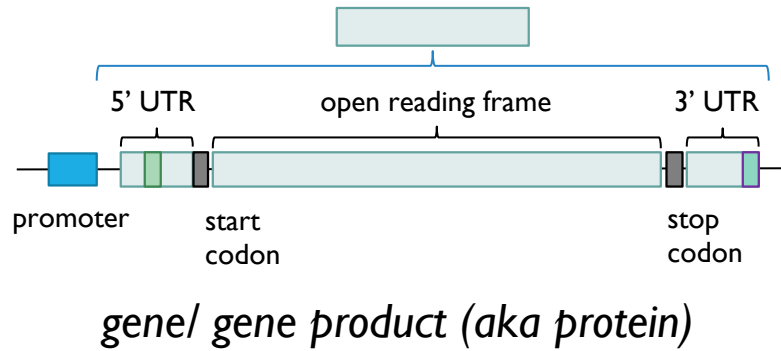 5’ UTR
open reading frame
3’ UTR
promoter
start
codon
stop
codon
gene/ gene product (aka protein)